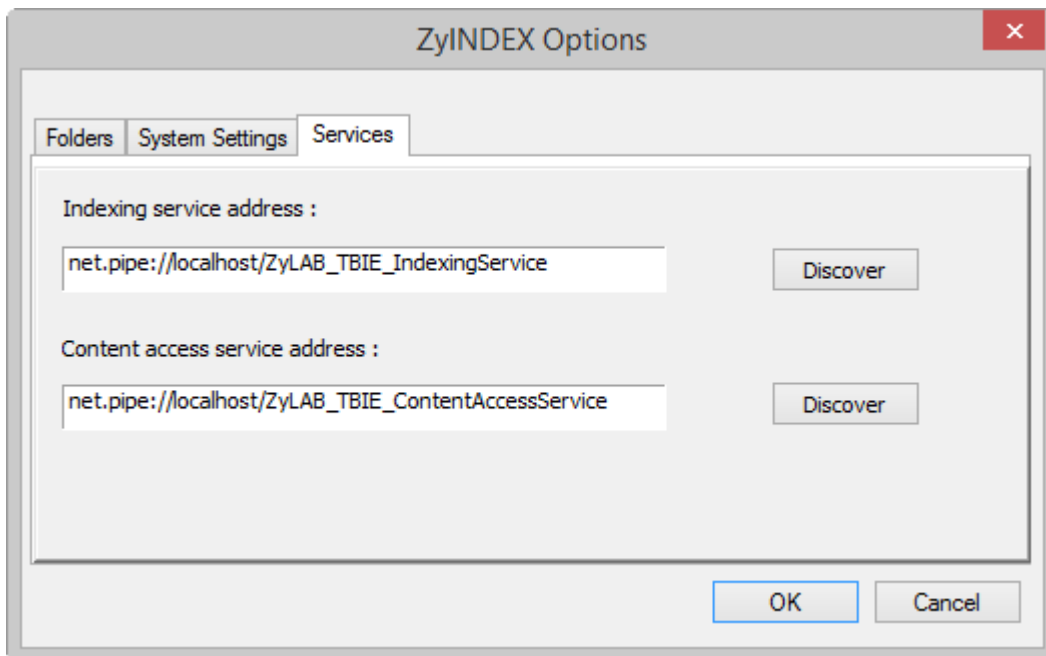 ZyINDEX Options
Folders System Settings Services
Indexing service address :
net.pipe://localhost/ZyLAB_TBIE_IndexingService Discover
Content access service address :
net.pipe://localhost/ZyLAB_TBIE_ContentAccessService Discover
OK Cancel